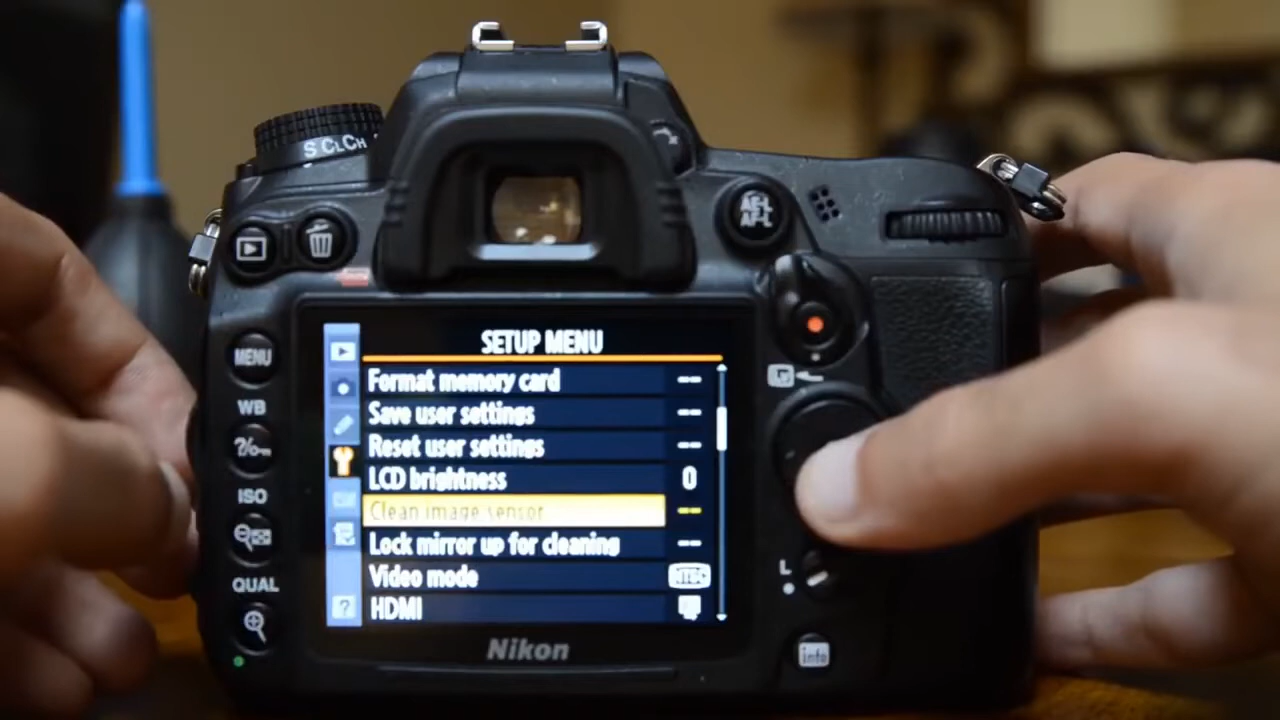 S CL CH
AE-L
AF-L
MENU
WB
?
ISO
QUAL
SETUP MENU
Format memory card --
Save user settings --
Reset user settings --
LCD brightness 0
Clean image sensor --
Lock mirror up for cleaning --
Video mode NTSC
HDMI
?
L
info
Nikon